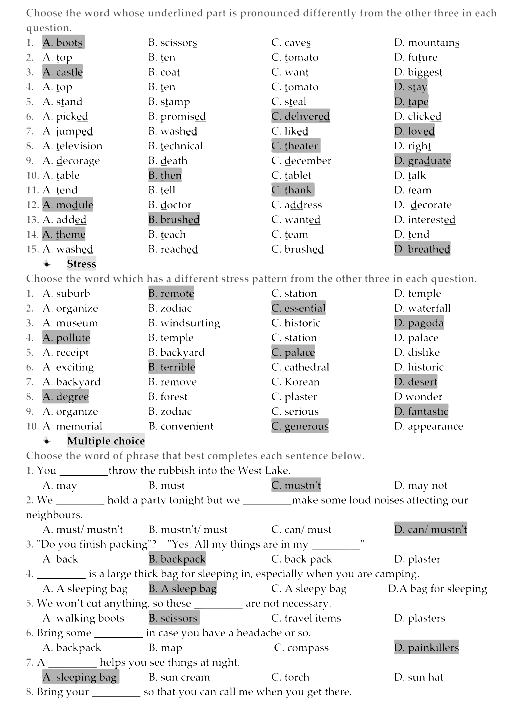 Choose the word whose underlined part is pronounced differently from the other three in each
question.
1. A. boots B. scissors C. caves D. mountains
2. A. top B. ten C. tomato D. future
3. A. castle B. coat C. want D. biggest
4. A. top B. ten C. tomato D. stay
5. A. stand B. stamp C. steal D. tape
6. A. picked B. promised C. delivered D. clicked
7. A. jumped B. washed C. liked D. loved
8. A. television B. technical C. theater D. right
9. A. decorage B. death C. december D. graduate
10. A. table B. then C. tablet D. talk
11. A. tend B. tell C. thank D. team
12. A. module B. doctor C. address D. decorate
13. A. added B. brushed C. wanted D. interested
14. A. theme B. teach C. team D. tend
15. A. washed B. reached C. brushed D. breathed
Stress
Choose the word which has a different stress pattern from the other three in each question.
1. A. suburb B. remote C. station D. temple
2. A. organize B. zodiac C. essential D. waterfall
3. A. museum B. windsurfing C. historic D. pagoda
4. A. pollute B. temple C. station D. palace
5. A. receipt B. backyard C. palace D. dislike
6. A. exciting B. terrible C. cathedral D. historic
7. A. backyard B. remove C. Korean D. desert
8. A. degree B. forest C. plaster D wonder
9. A. organize B. zodiac C. serious D. fantastic
10. A. memorial B. convenient C. generous D. appearance
Multiple choice
Choose the word of phrase that best completes each sentence below.
1. You ________throw the rubbish into the West Lake.
A. may B. must C. mustn't D. may not
2. We ________ hold a party tonight but we ________make some loud noises affecting our
neighbours.
A. must/ mustn't B. mustn't/ must C. can/ must D. can/ mustn't
3. "Do you finish packing"? "Yes. All my things are in my ________ "
A. back B. backpack C. back pack D. plaster
4. ________ is a large thick bag for sleeping in, especially when you are camping.
A. A sleeping bag B. A sleep bag C. A sleepy bag D.A bag for sleeping
5. We won't cut anything, so these ________ are not necessary.
A. walking boots B. scissors C. travel items D. plasters
6. Bring some ________ in case you have a headache or so.
A. backpack B. map C. compass D. painkillers
7. A ________ helps you see things at night.
A. sleeping bag B. sun cream C. torch D. sun hat
8. Bring your ________ so that you can call me when you get there.